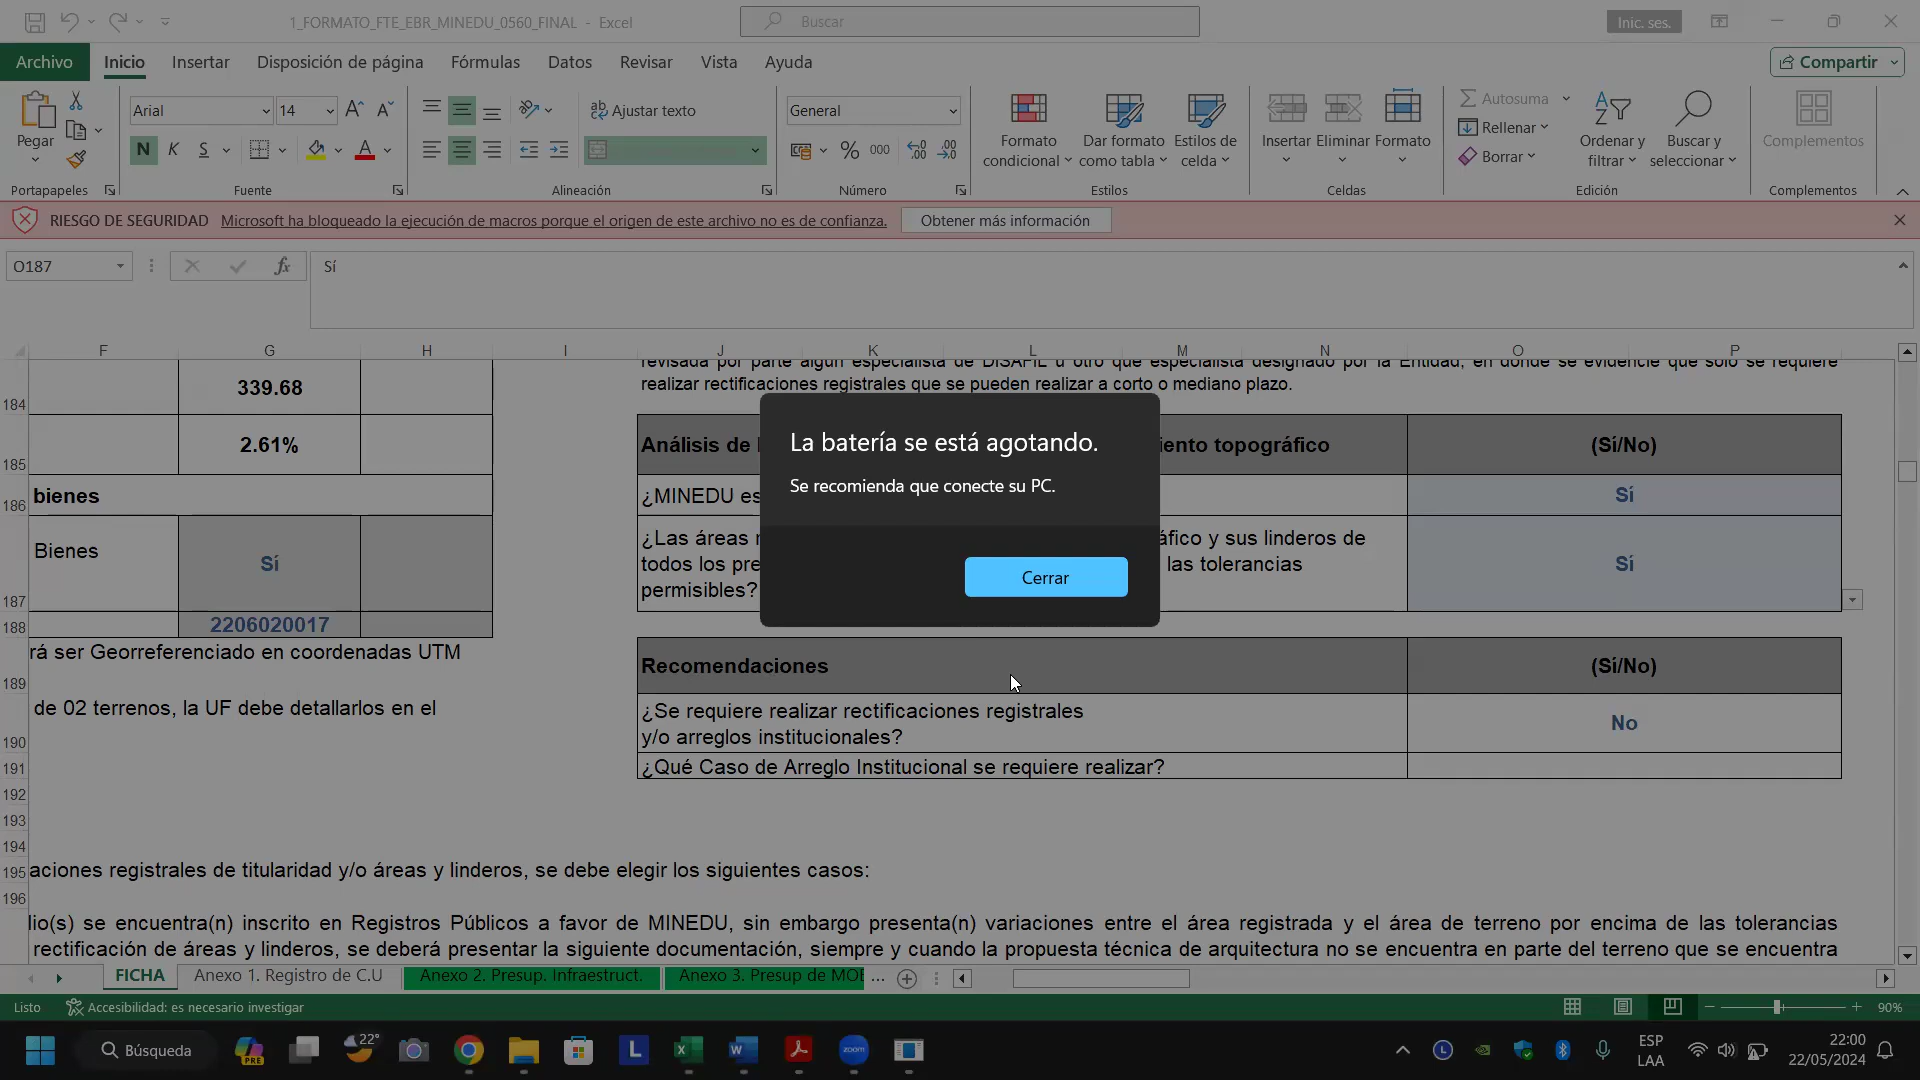 1_FORMATO_FTE_EBR_MINEDU_0560_FINAL - Excel
Buscar
Inic. ses.
Archivo Inicio Insertar Disposición de página Fórmulas Datos Revisar Vista Ayuda
Compartir
Pegar
Portapapeles
Arial 14
N K S
Fuente
Ajustar texto
Alineación
General
% 000
Número
Formato condicional
Dar formato como tabla
Estilos de celda
Estilos
Insertar Eliminar Formato
Celdas
Autosuma
Rellenar
Borrar
Ordenar y filtrar
Buscar y seleccionar
Edición
Complementos
Complementos
RIESGO DE SEGURIDAD Microsoft ha bloqueado la ejecución de macros porque el origen de este archivo no es de confianza. Obtener más información
O187 fx Sí
F G H I J K L M N O P
revisada por parte algún especialista de DISAFIL u otro que especialista designado por la Entidad, en donde se evidencie que solo se requiere
realizar rectificaciones registrales que se pueden realizar a corto o mediano plazo.
184 339.68
185 2.61%
Análisis de
iento topográfico (Sí/No)
186 bienes
¿MINEDU es
Sí
187 Bienes Sí
¿Las áreas
áfico y sus linderos de
todos los pre
las tolerancias
permisibles?
Sí
188 2206020017
La batería se está agotando.
Se recomienda que conecte su PC.
Cerrar
189 rá ser Georreferenciado en coordenadas UTM
Recomendaciones (Sí/No)
190 de 02 terrenos, la UF debe detallarlos en el
¿Se requiere realizar rectificaciones registrales
y/o arreglos institucionales?
No
191 ¿Qué Caso de Arreglo Institucional se requiere realizar?
192
193
194
195 aciones registrales de titularidad y/o áreas y linderos, se debe elegir los siguientes casos:
196
lio(s) se encuentra(n) inscrito en Registros Públicos a favor de MINEDU, sin embargo presenta(n) variaciones entre el área registrada y el área de terreno por encima de las tolerancias
rectificación de áreas y linderos, se deberá presentar la siguiente documentación, siempre y cuando la propuesta técnica de arquitectura no se encuentra en parte del terreno que se encuentra
FICHA Anexo 1. Registro de C.U Anexo 2. Presup. Infraestruct. Anexo 3. Presup de MOB ...
Listo Accesibilidad: es necesario investigar 90%
Búsqueda
PRE
22°
L
zoom
ESP
LAA
22:00
22/05/2024